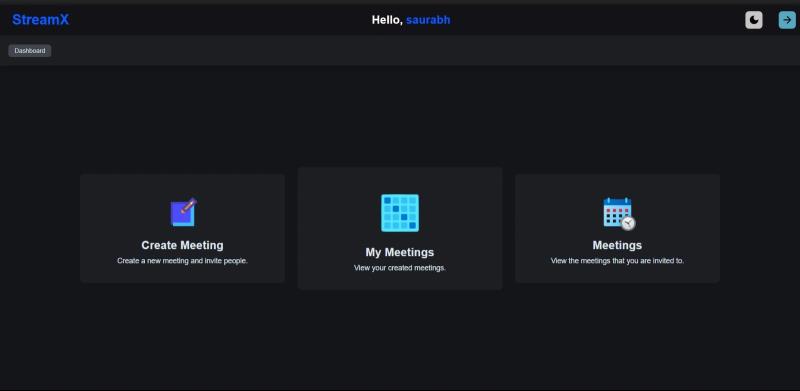 StreamX
Hello, saurabh
Dashboard
Create Meeting
Create a new meeting and invite people.
My Meetings
View your created meetings.
Meetings
View the meetings that you are invited to.